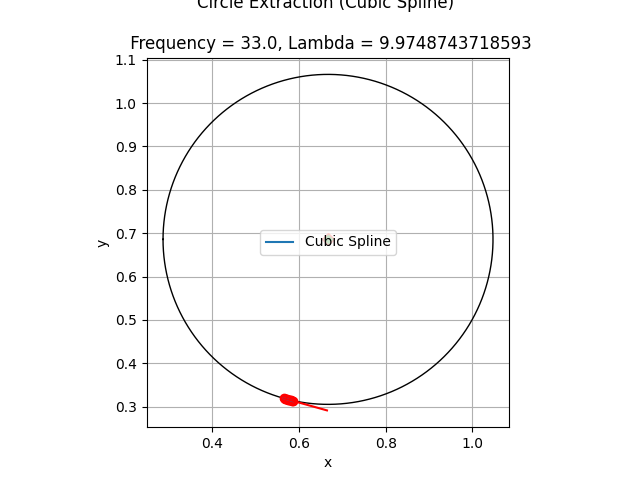 Circle Extraction (Cubic Spline)
Frequency = 33.0, Lambda = 9.9748743718593
1.1
1.0
0.9
0.8
0.7
0.6
0.5
0.4
0.3
y
Cubic Spline
0.4 0.6 0.8 1.0
x